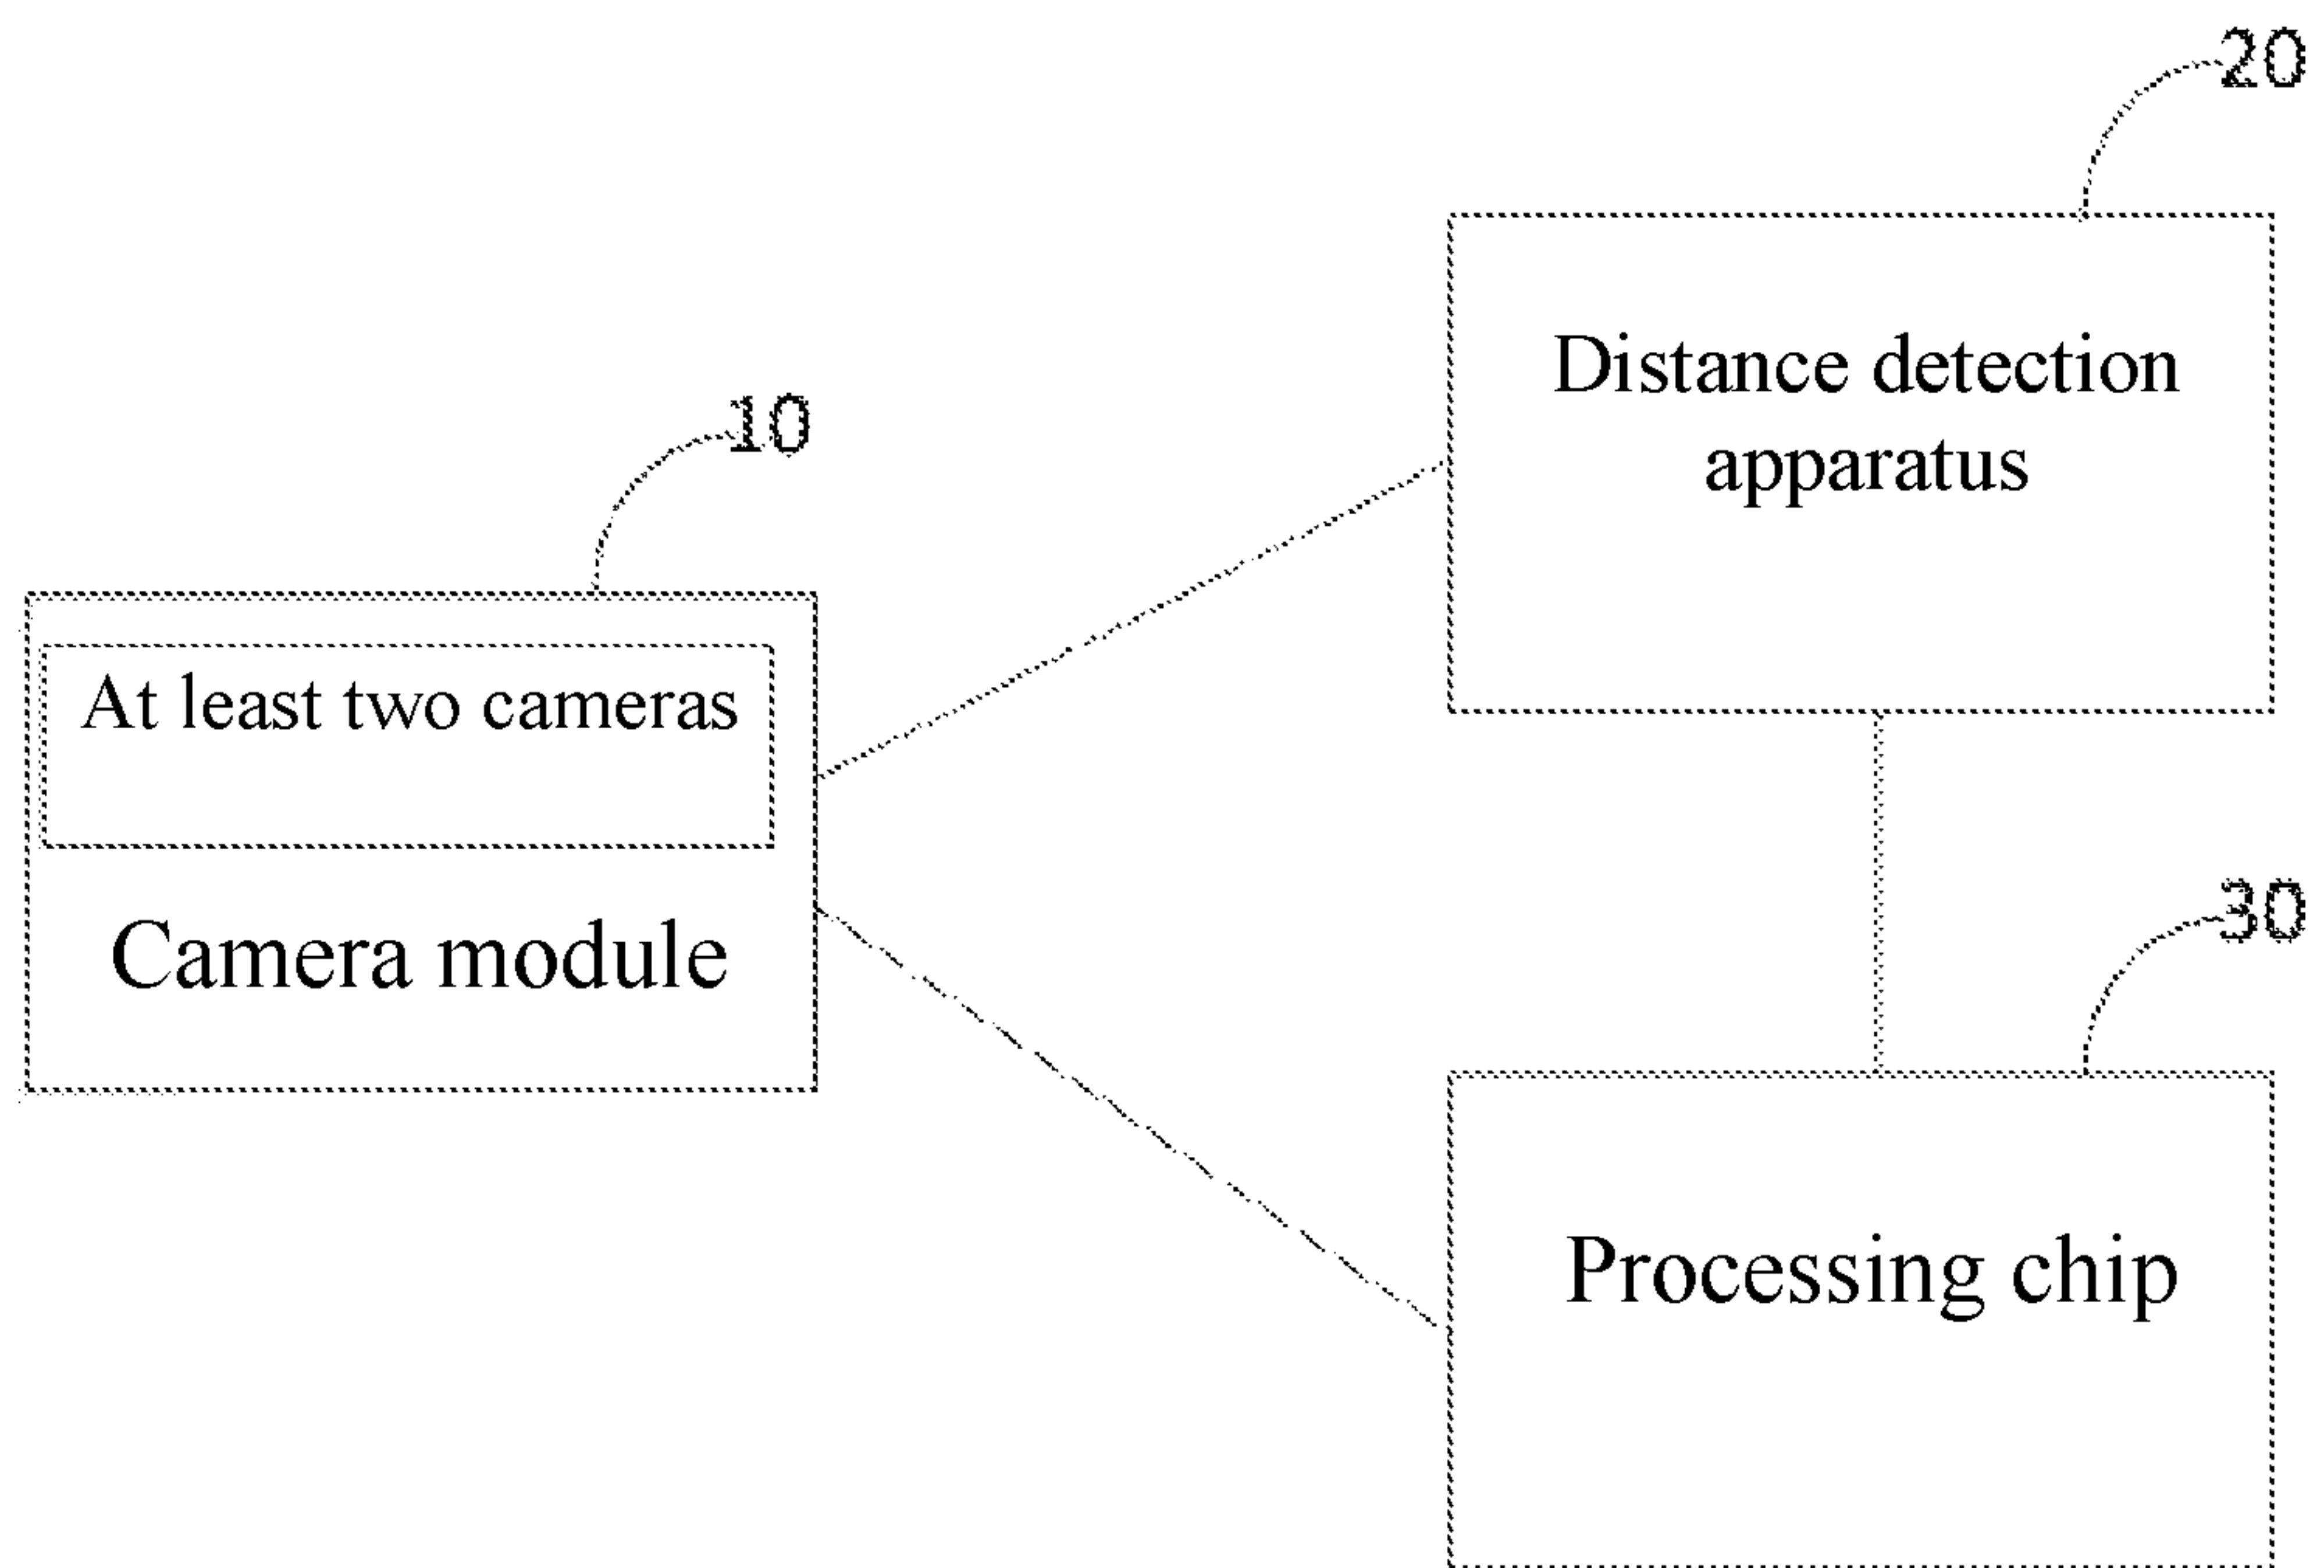 20
Distance detection
apparatus
10
At least two cameras
Camera module
30
Processing chip